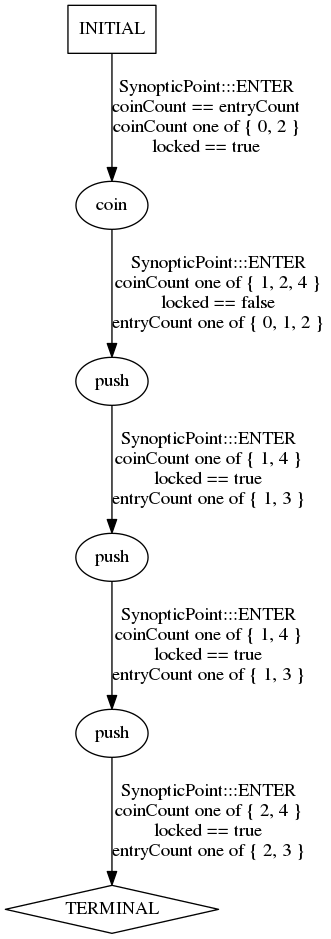 INITIAL
SynopticPoint:::ENTER
coinCount == entryCount
coinCount one of { 0, 2 }
locked == true
coin
SynopticPoint:::ENTER
coinCount one of { 1, 2, 4 }
locked == false
entryCount one of { 0, 1, 2 }
push
SynopticPoint:::ENTER
coinCount one of { 1, 4 }
locked == true
entryCount one of { 1, 3 }
push
SynopticPoint:::ENTER
coinCount one of { 1, 4 }
locked == true
entryCount one of { 1, 3 }
push
SynopticPoint:::ENTER
coinCount one of { 2, 4 }
locked == true
entryCount one of { 2, 3 }
TERMINAL